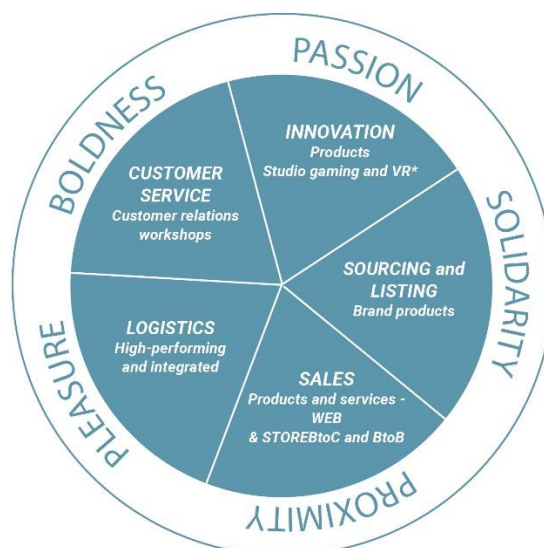 PASSION
SOLIDARITY
PROXIMITY
PLEASURE
BOLDNESS
INNOVATION
Products
Studio gaming and VR*
SOURCING and
LISTING
Brand products
SALES
Products and services -
WEB
& STOREBtoC and BtoB
LOGISTICS
High-performing
and integrated
CUSTOMER
SERVICE
Customer relations
workshops